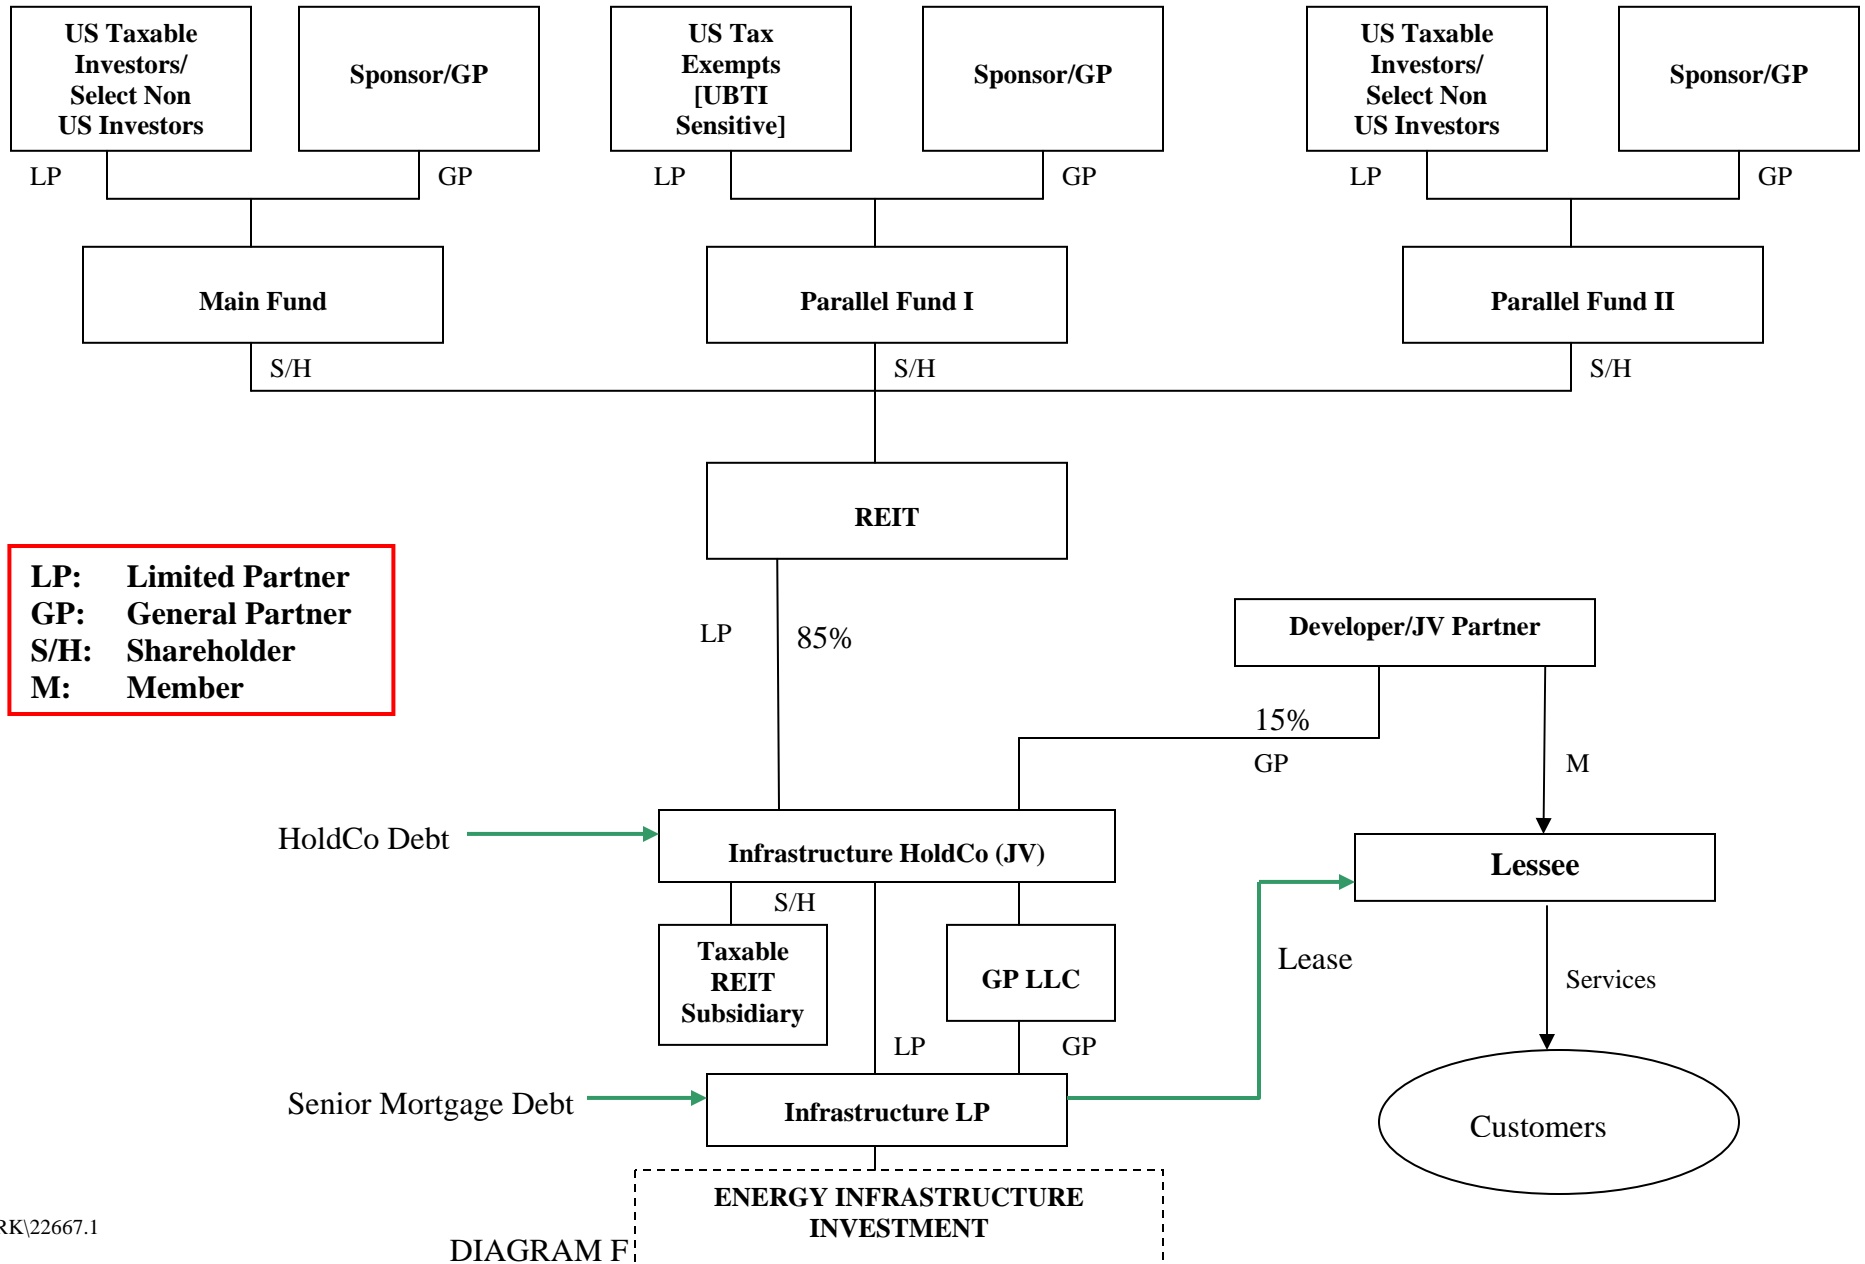 US Taxable
Investors/
Select Non
US Investors
Sponsor/GP
US Tax
Exempts
[UBTI
Sensitive]
Sponsor/GP
US Taxable
Investors/
Select Non
US Investors
Sponsor/GP
LP
GP
LP
GP
LP
GP
Main Fund
Parallel Fund I
Parallel Fund II
S/H
S/H
S/H
REIT
LP: Limited Partner
GP: General Partner
S/H: Shareholder
M: Member
LP
85%
Developer/JV Partner
15%
GP
M
HoldCo Debt
Infrastructure HoldCo (JV)
Lessee
S/H
Taxable
REIT
Subsidiary
GP LLC
Lease
Services
LP
GP
Senior Mortgage Debt
Infrastructure LP
Customers
ENERGY INFRASTRUCTURE
INVESTMENT
RK\22667.1
DIAGRAM F